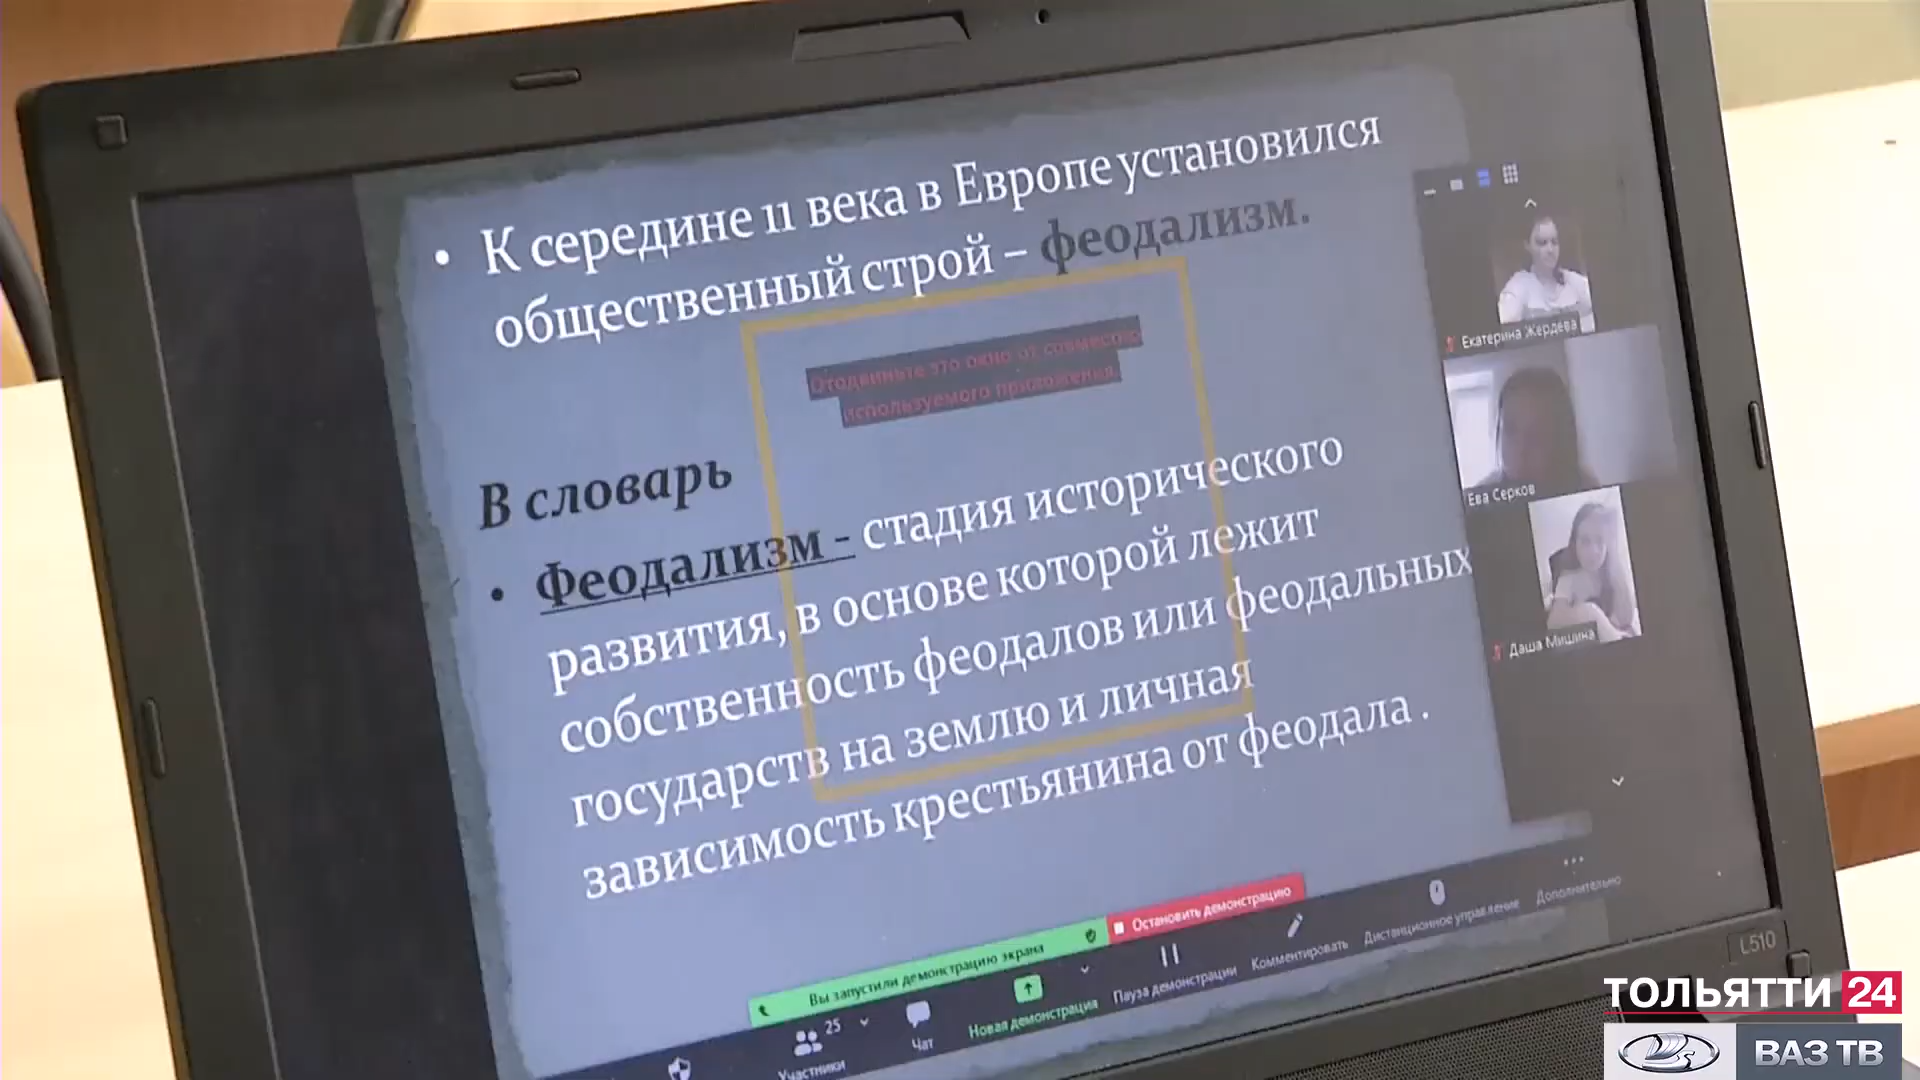 • К середине 11 века в Европе установился
общественный строй – феодализм.
Отодвиньте это окно от совместно
используемого приложения.
В словарь
• Феодализм - стадия исторического
развития, в основе которой лежит
собственность феодалов или феодальных
государств на землю и личная
зависимость крестьянина от феодала .
Екатерина Жердева
Ева Серков
Даша Мишина
Вы запустили демонстрацию экрана
Остановить демонстрацию
25
Участники
Чат
Новая демонстрация
Пауза демонстрации
Комментировать
Дистанционное управление
Дополнительно
L510
ТОЛЬЯТТИ 24
ВАЗ ТВ